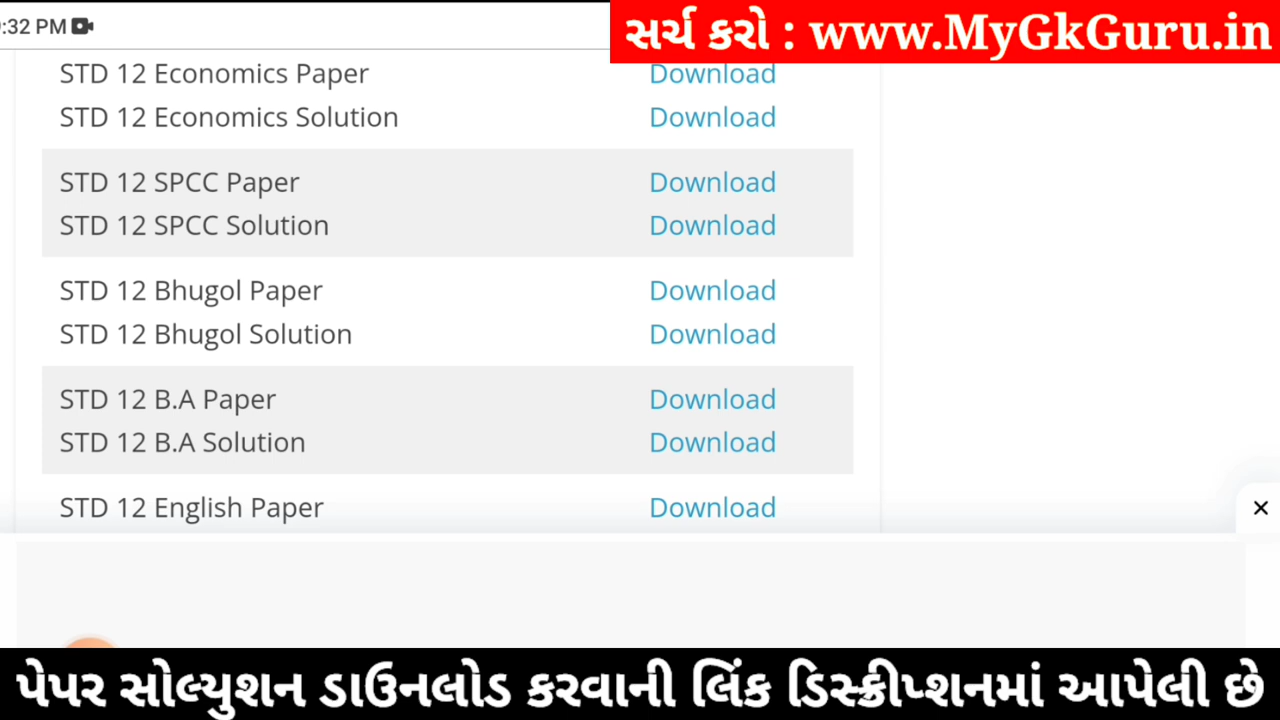 :32 PM
સર્ચ કરો : www.MyGkGuru.in
STD 12 Economics Paper Download
STD 12 Economics Solution Download
STD 12 SPCC Paper Download
STD 12 SPCC Solution Download
STD 12 Bhugol Paper Download
STD 12 Bhugol Solution Download
STD 12 B.A Paper Download
STD 12 B.A Solution Download
STD 12 English Paper Download
પેપર સોલ્યુશન ડાઉનલોડ કરવાની લિંક ડિસ્ક્રીપ્શનમાં આપેલી છે